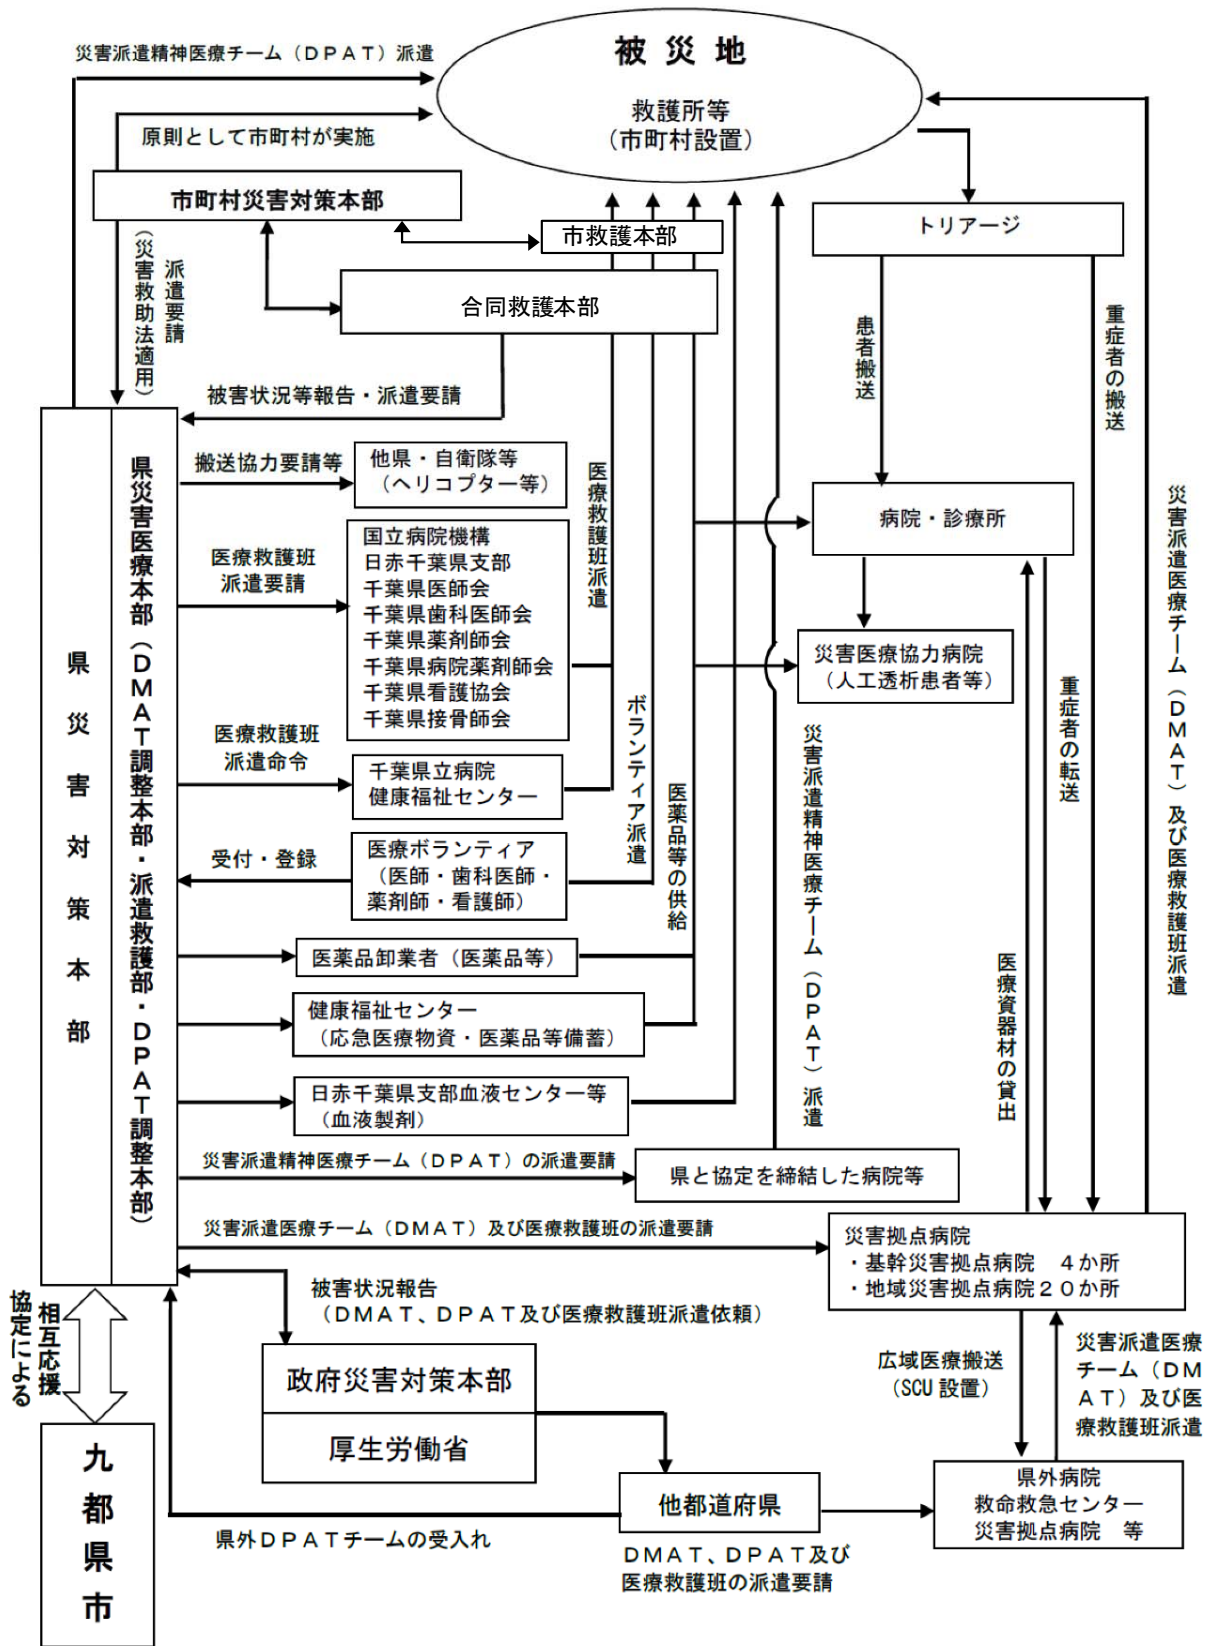 災害派遣精神医療チーム（ＤＰＡＴ）派遣
被 災 地
救護所等
（市町村設置）
原則として市町村が実施
市町村災害対策本部
市救護本部
トリアージ
合同救護本部
派遣要請
（災害救助法適用）
患者搬送
重症者の搬送
被害状況等報告・派遣要請
搬送協力要請等
他県・自衛隊等
（ヘリコプター等）
医療救護班派遣
病院・診療所
災害派遣医療チーム（ＤＭＡＴ）及び医療救護班派遣
県災害対策本部
県災害医療本部（ＤＭＡＴ調整本部・派遣救護部・ＤＰＡＴ調整本部）
医療救護班
派遣要請
国立病院機構
日赤千葉県支部
千葉県医師会
千葉県歯科医師会
千葉県薬剤師会
千葉県病院薬剤師会
千葉県看護協会
千葉県接骨師会
災害医療協力病院
（人工透析患者等）
重症者の転送
ボランティア派遣
災害派遣精神医療チーム（ＤＰＡＴ）派遣
医療救護班
派遣命令
千葉県立病院
健康福祉センター
医薬品等の供給
受付・登録
医療ボランティア
（医師・歯科医師・
薬剤師・看護師）
医薬品卸業者（医薬品等）
医療資器材の貸出
健康福祉センター
（応急医療物資・医薬品等備蓄）
日赤千葉県支部血液センター等
（血液製剤）
災害派遣精神医療チーム（ＤＰＡＴ）の派遣要請
県と協定を締結した病院等
災害派遣医療チーム（ＤＭＡＴ）及び医療救護班の派遣要請
災害拠点病院
・基幹災害拠点病院　４か所
・地域災害拠点病院２０か所
相互応援
協定による
被害状況報告
（ＤＭＡＴ、ＤＰＡＴ及び医療救護班派遣依頼）
政府災害対策本部
厚生労働省
広域医療搬送
（SCU 設置）
災害派遣医療
チーム（ＤＭ
ＡＴ）及び医
療救護班派遣
九都県市
他都道府県
県外病院
救命救急センター
災害拠点病院　等
県外ＤＰＡＴチームの受入れ
ＤＭＡＴ、ＤＰＡＴ及び
医療救護班の派遣要請